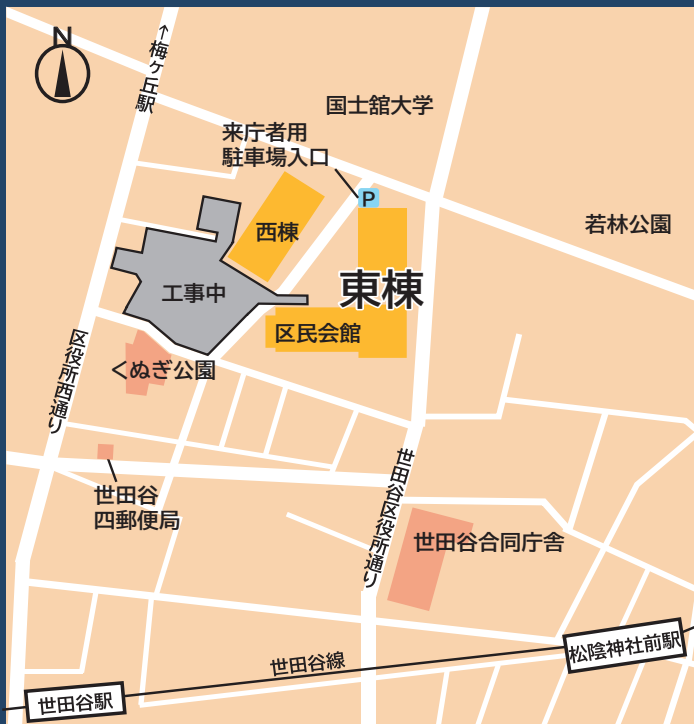 N
↑梅ヶ丘駅
国士舘大学
来庁者用
駐車場入口
P
若林公園
西棟
東棟
工事中
区民会館
区役所西通り
くぬぎ公園
世田谷
四郵便局
世田谷区役所通り
世田谷合同庁舎
松陰神社前駅
世田谷線
世田谷駅